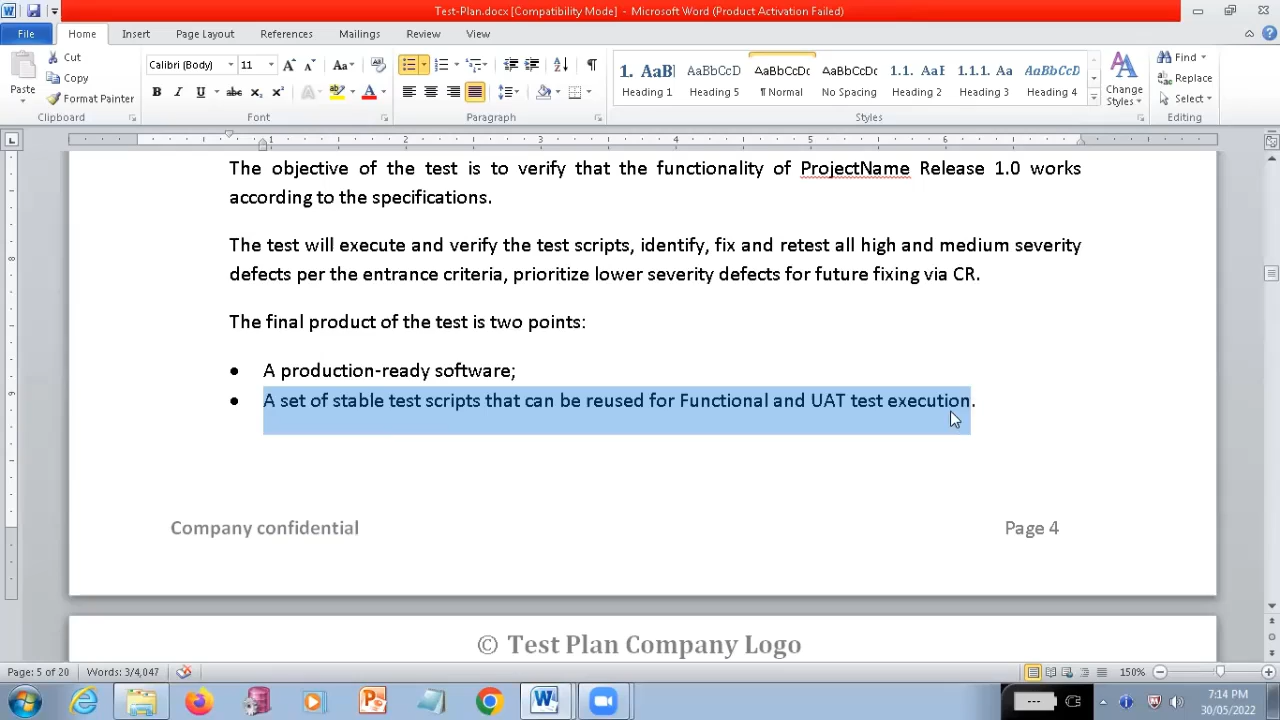 Test-Plan.docx [Compatibility Mode] - Microsoft Word (Product Activation Failed)
File Home Insert Page Layout References Mailings Review View
Paste Cut Copy Format Painter
Calibri (Body) 11
1. AaBl AaBbCcD AaBbCcDc AaBbCcDc 1.1. AaE 1.1.1. Aa AaBbCcD
Heading 1 Heading 5 ¶ Normal No Spacing Heading 2 Heading 3 Heading 4
Change Styles
Find
Replace
Select
Clipboard Font Paragraph Styles Editing
1 2 3 4 5 6
The objective of the test is to verify that the functionality of ProjectName Release 1.0 works
according to the specifications.
The test will execute and verify the test scripts, identify, fix and retest all high and medium severity
defects per the entrance criteria, prioritize lower severity defects for future fixing via CR.
The final product of the test is two points:
• A production-ready software;
• A set of stable test scripts that can be reused for Functional and UAT test execution.
Company confidential Page 4
© Test Plan Company Logo
Page: 5 of 20 Words: 3/4,047 150%
7:14 PM
30/05/2022